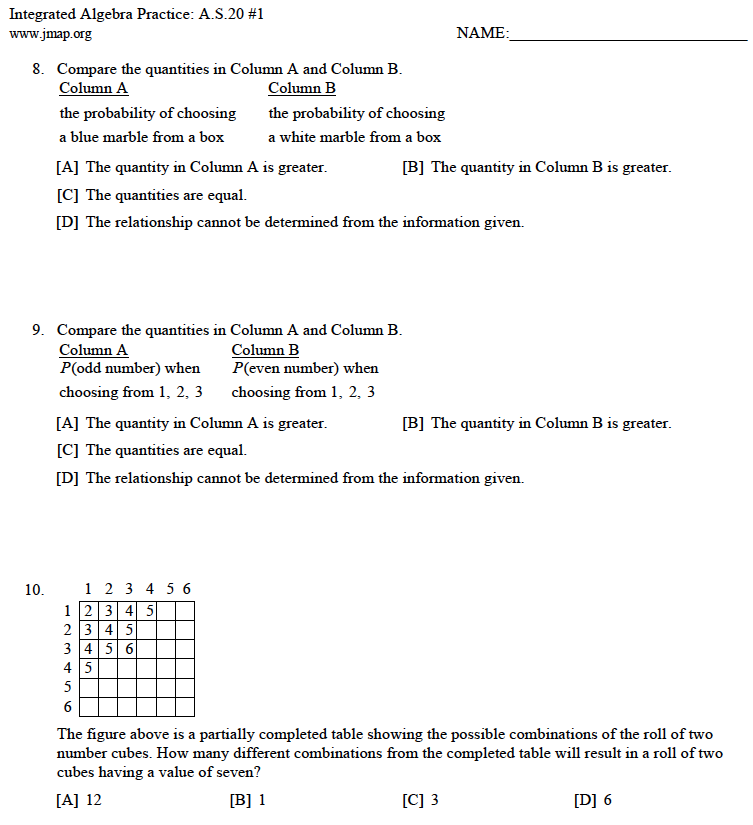 Integrated Algebra Practice: A.S.20 #1
www.jmap.org NAME:______________________________
8. Compare the quantities in Column A and Column B.
Column A Column B
the probability of choosing the probability of choosing
a blue marble from a box a white marble from a box
[A] The quantity in Column A is greater. [B] The quantity in Column B is greater.
[C] The quantities are equal.
[D] The relationship cannot be determined from the information given.
9. Compare the quantities in Column A and Column B.
Column A Column B
P(odd number) when P(even number) when
choosing from 1, 2, 3 choosing from 1, 2, 3
[A] The quantity in Column A is greater. [B] The quantity in Column B is greater.
[C] The quantities are equal.
[D] The relationship cannot be determined from the information given.
10. 1 2 3 4 5 6
1 2 3 4 5
2 3 4 5
3 4 5 6
4 5
5
6
The figure above is a partially completed table showing the possible combinations of the roll of two
number cubes. How many different combinations from the completed table will result in a roll of two
cubes having a value of seven?
[A] 12 [B] 1 [C] 3 [D] 6